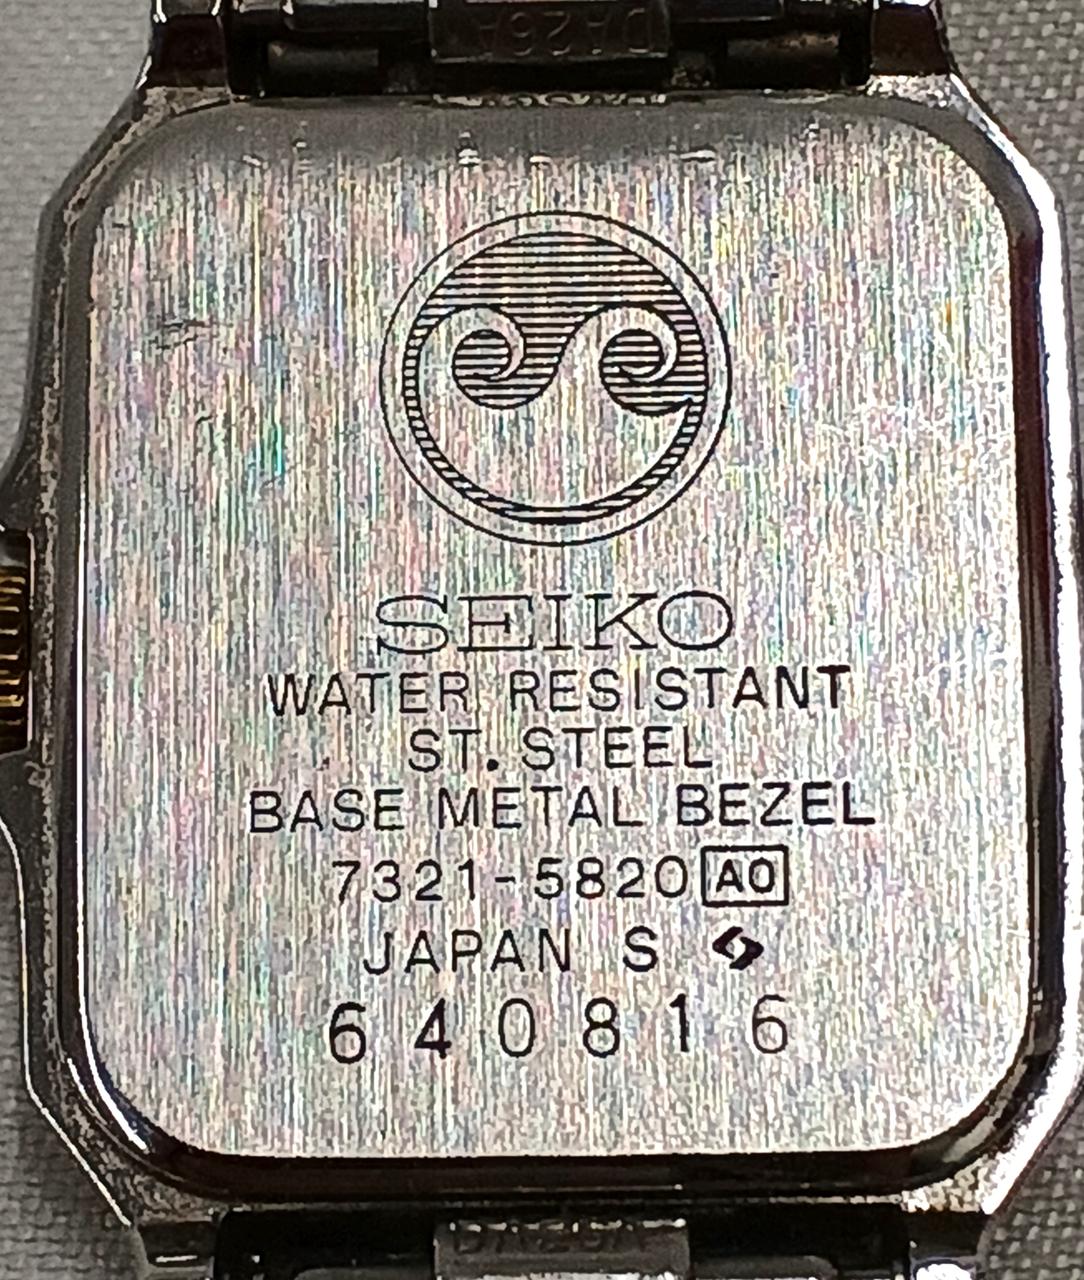 SEIKO
WATER RESISTANT
ST. STEEL
BASE METAL BEZEL
7321-5820 A0
JAPAN S
640816